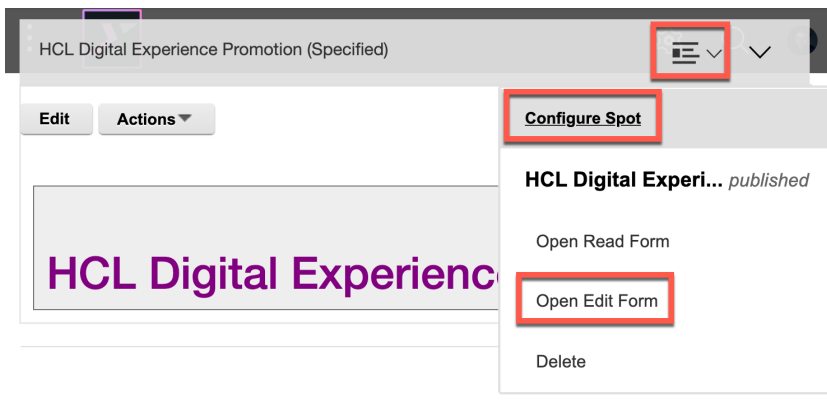 HCL Digital Experience Promotion (Specified)
Edit
Actions
Configure Spot
HCL Digital Experi... published
Open Read Form
HCL Digital Experienc
Open Edit Form
Delete